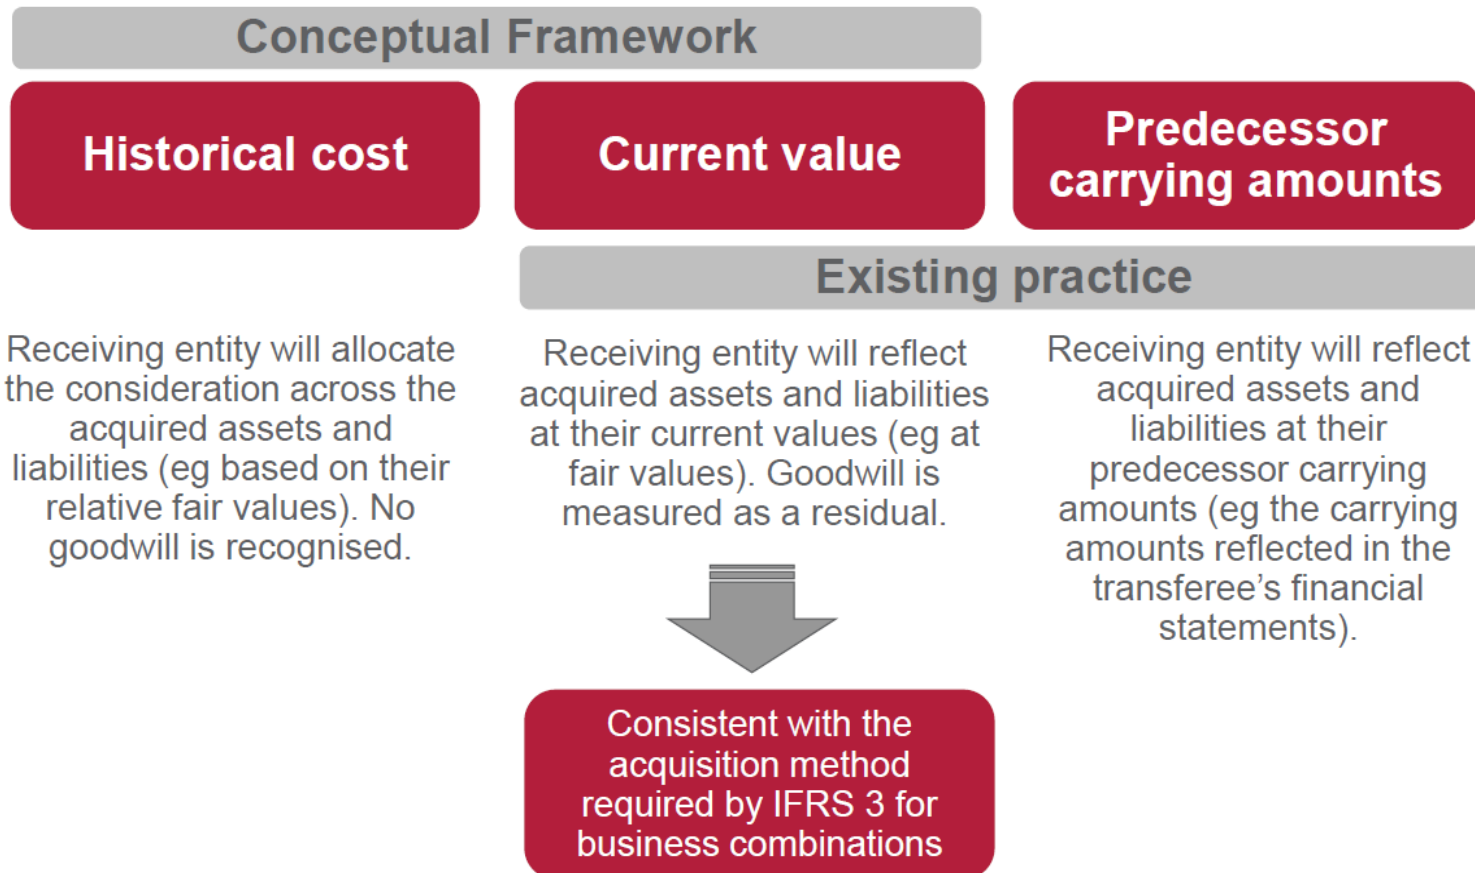 Conceptual Framework
Historical cost
Current value
Predecessor
carrying amounts
Existing practice
Receiving entity will allocate
the consideration across the
acquired assets and
liabilities (eg based on their
relative fair values). No
goodwill is recognised.
Receiving entity will reflect
acquired assets and liabilities
at their current values (eg at
fair values). Goodwill is
measured as a residual.
Receiving entity will reflect
acquired assets and
liabilities at their
predecessor carrying
amounts (eg the carrying
amounts reflected in the
transferee's financial
statements).
Consistent with the
acquisition method
required by IFRS 3 for
business combinations